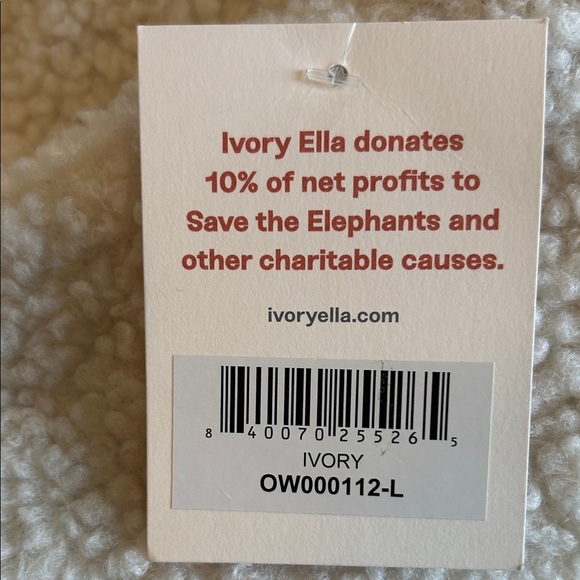 Ivory Ella donates
10% of net profits to
Save the Elephants and
other charitable causes.
ivoryella.com
8 40070 25526 5
IVORY
OW000112-L